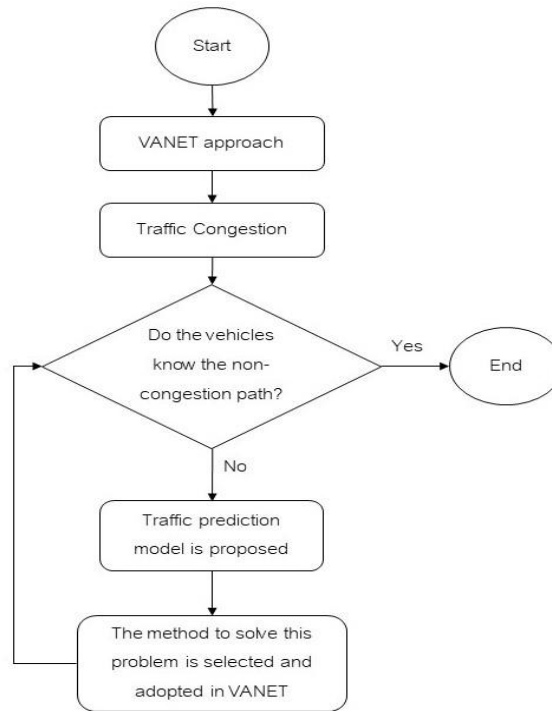 Start
VANET approach
Traffic Congestion
Do the vehicles
know the non-
congestion path?
Yes
End
No
Traffic prediction
model is proposed
The method to solve this
problem is selected and
adopted in VANET